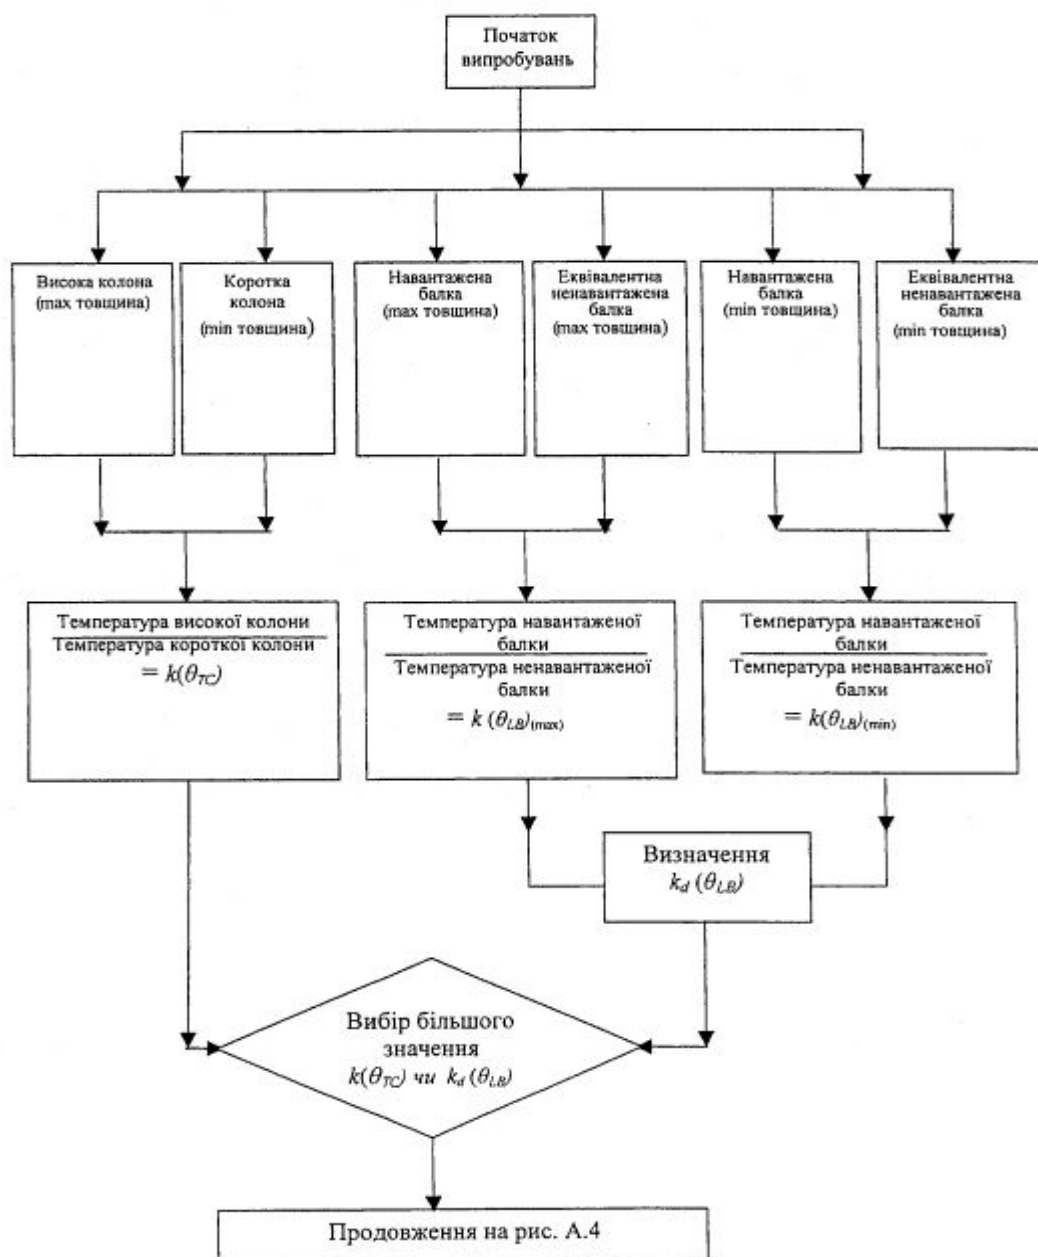 Початок
випробувань
Висока колона
(max товщина)
Коротка
колона
(min товщина)
Навантажена
балка
(max товщина)
Еквівалентна
ненавантажена
балка
(max товщина)
Навантажена
балка
(min товщина)
Еквівалентна
ненавантажена
балка
(min товщина)
Температура високої колони
Температура короткої колони
= k(θTC)
Температура навантаженої
балки
Температура ненавантаженої
балки
= k (θLB)(max)
Температура навантаженої
балки
Температура ненавантаженої
балки
= k(θLB)(min)
Визначення
kd (θLB)
Вибір більшого
значення
k(θTC) чи kd (θLB)
Продовження на рис. А.4